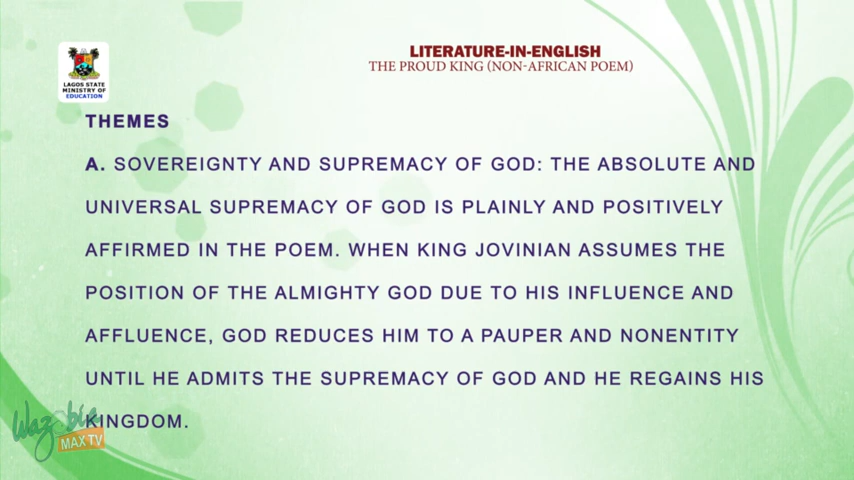 LITERATURE-IN-ENGLISH
THE PROUD KING (NON-AFRICAN POEM)
LAGOS STATE
MINISTRY OF
EDUCATION
THEMES
A. SOVEREIGNTY AND SUPREMACY OF GOD: THE ABSOLUTE AND
UNIVERSAL SUPREMACY OF GOD IS PLAINLY AND POSITIVELY
AFFIRMED IN THE POEM. WHEN KING JOVINIAN ASSUMES THE
POSITION OF THE ALMIGHTY GOD DUE TO HIS INFLUENCE AND
AFFLUENCE, GOD REDUCES HIM TO A PAUPER AND NONENTITY
UNTIL HE ADMITS THE SUPREMACY OF GOD AND HE REGAINS HIS
KINGDOM.
Wazobia
MAX TV